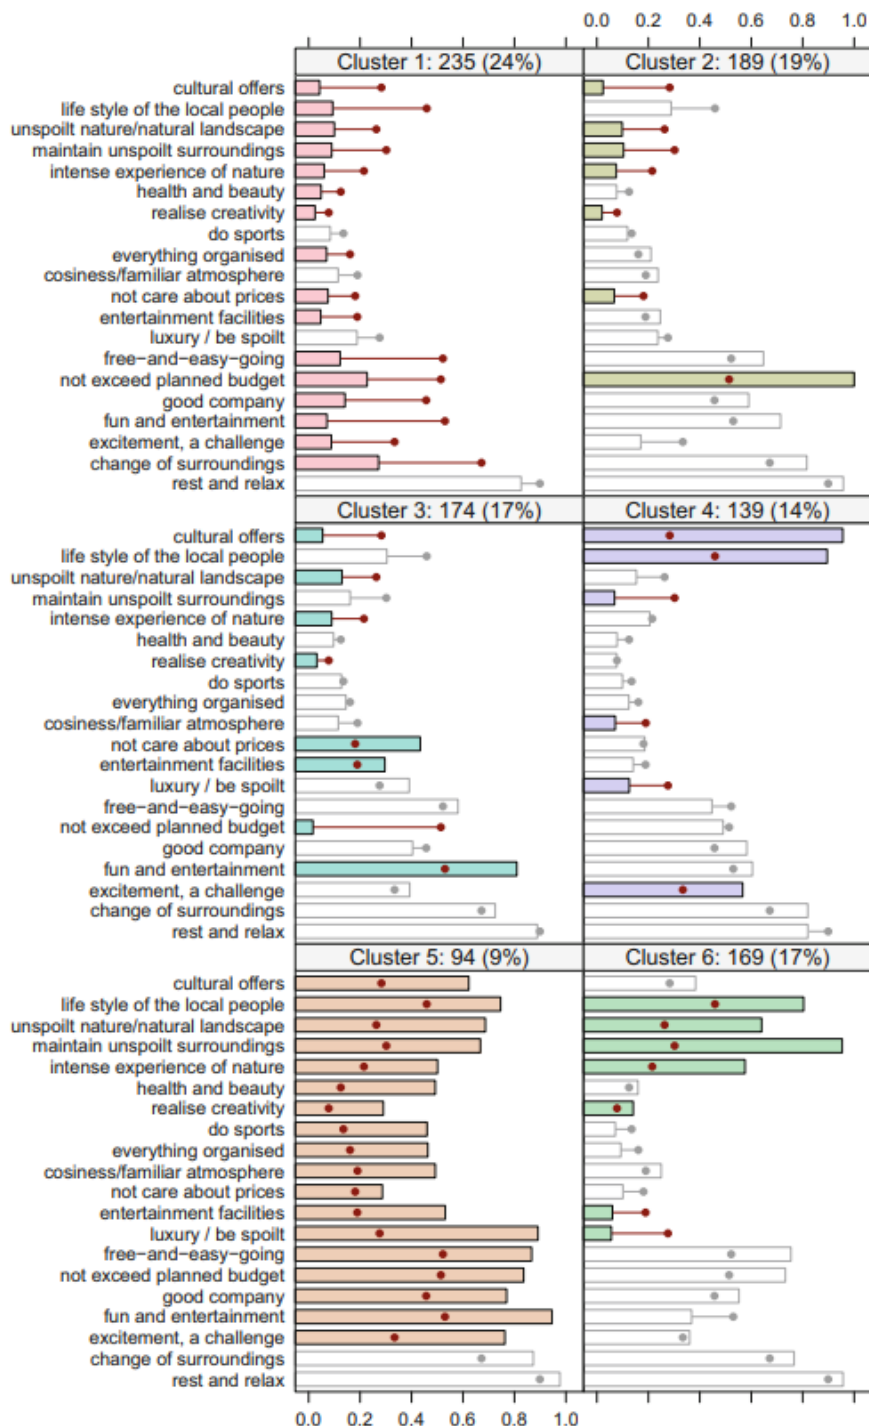 0.0 0.2 0.4 0.6 0.8 1.0
Cluster 1: 235 (24%)
Cluster 2: 189 (19%)
cultural offers
life style of the local people
unspoilt nature/natural landscape
maintain unspoilt surroundings
intense experience of nature
health and beauty
realise creativity
do sports
everything organised
cosiness/familiar atmosphere
not care about prices
entertainment facilities
luxury / be spoilt
free−and−easy−going
not exceed planned budget
good company
fun and entertainment
excitement, a challenge
change of surroundings
rest and relax
Cluster 3: 174 (17%)
Cluster 4: 139 (14%)
cultural offers
life style of the local people
unspoilt nature/natural landscape
maintain unspoilt surroundings
intense experience of nature
health and beauty
realise creativity
do sports
everything organised
cosiness/familiar atmosphere
not care about prices
entertainment facilities
luxury / be spoilt
free−and−easy−going
not exceed planned budget
good company
fun and entertainment
excitement, a challenge
change of surroundings
rest and relax
Cluster 5: 94 (9%)
Cluster 6: 169 (17%)
cultural offers
life style of the local people
unspoilt nature/natural landscape
maintain unspoilt surroundings
intense experience of nature
health and beauty
realise creativity
do sports
everything organised
cosiness/familiar atmosphere
not care about prices
entertainment facilities
luxury / be spoilt
free−and−easy−going
not exceed planned budget
good company
fun and entertainment
excitement, a challenge
change of surroundings
rest and relax
0.0 0.2 0.4 0.6 0.8 1.0